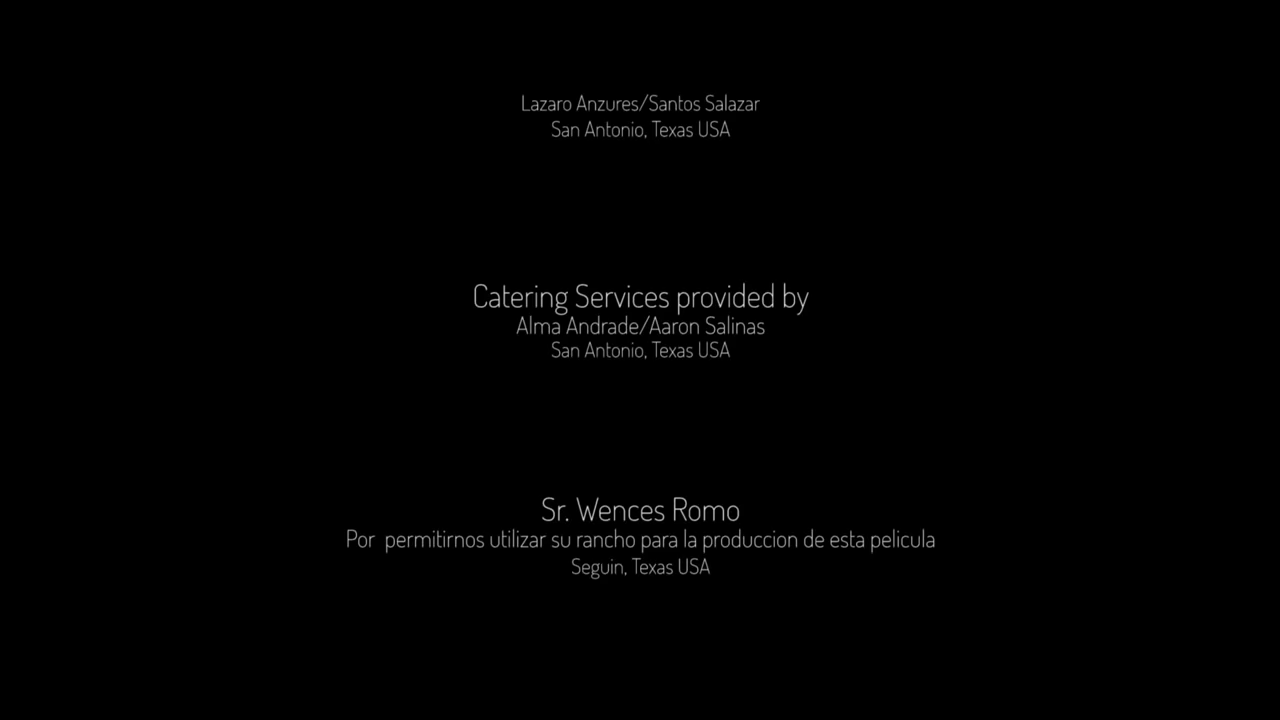 Lazaro Anzures/Santos Salazar
San Antonio, Texas USA
Catering Services provided by
Alma Andrade/Aaron Salinas
San Antonio, Texas USA
Sr. Wences Romo
Por permitirnos utilizar su rancho para la produccion de esta pelicula
Seguin, Texas USA